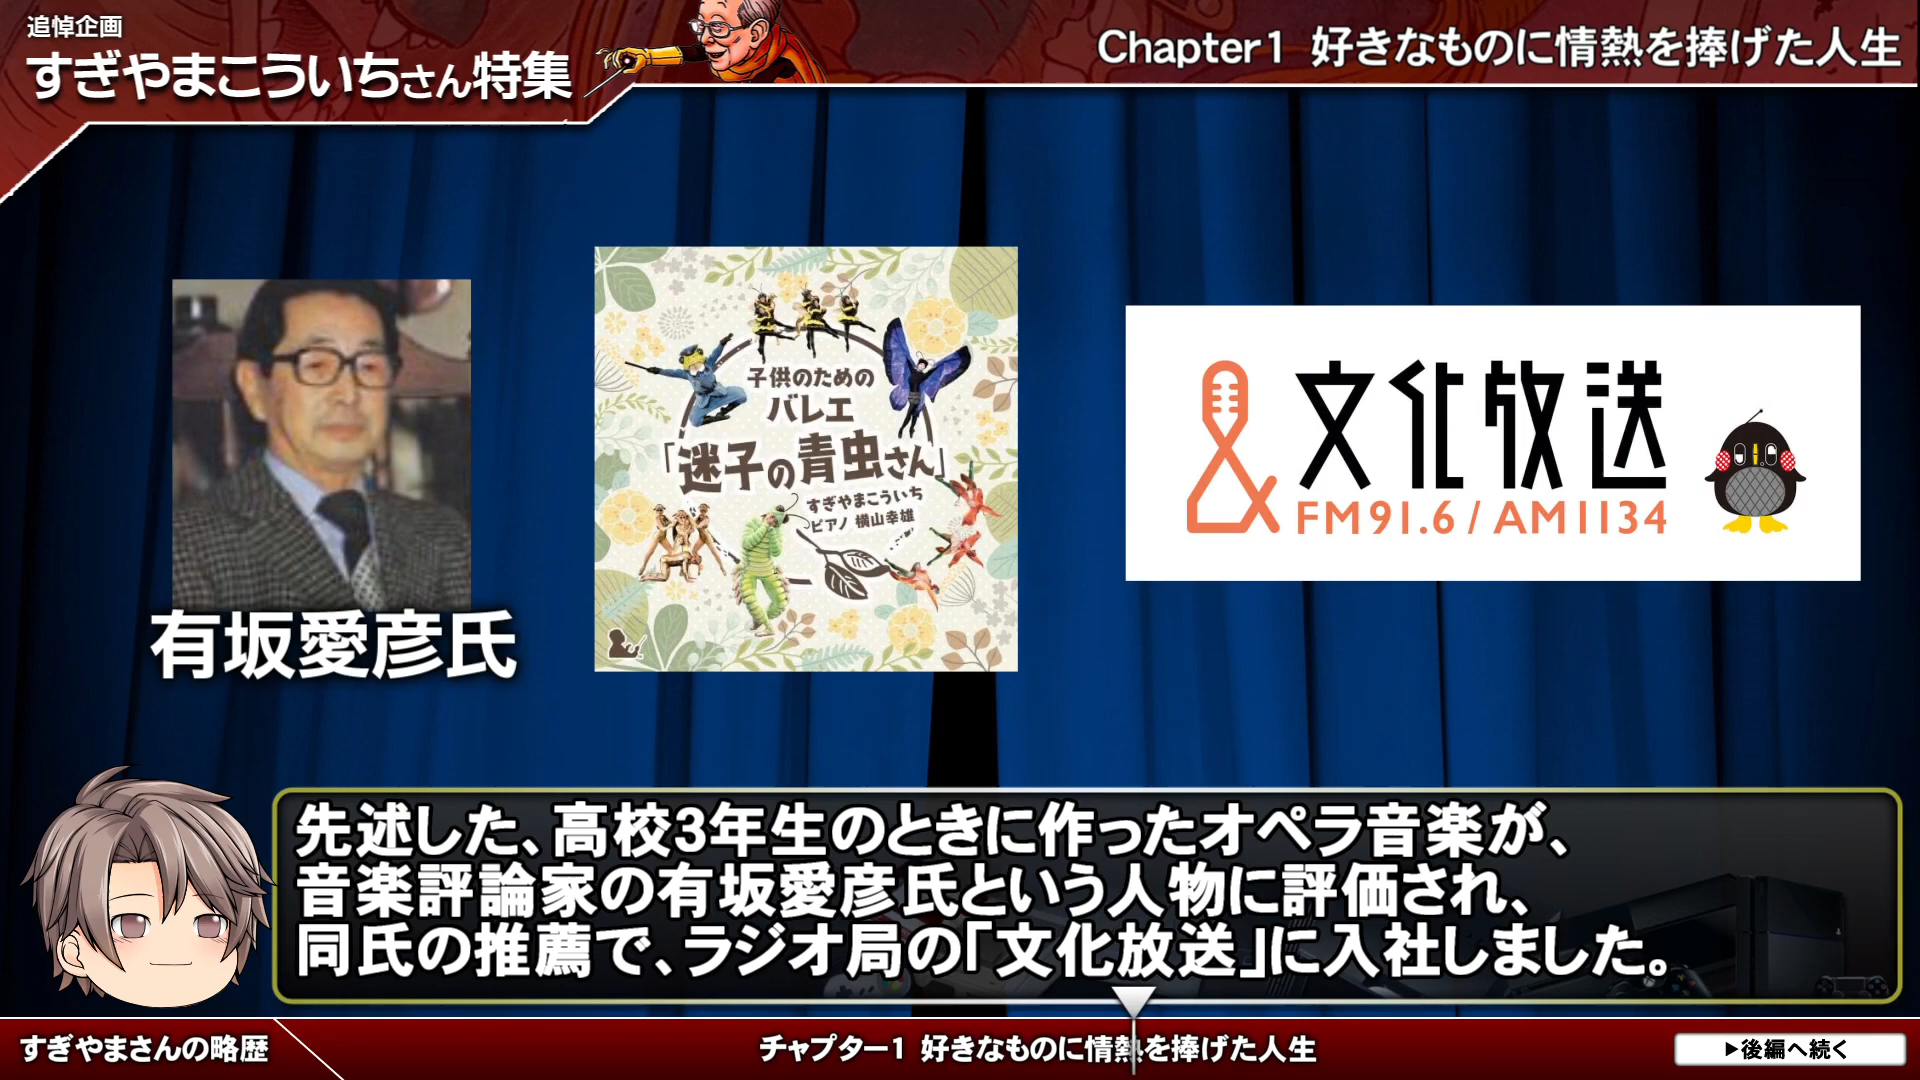 追悼企画
すぎやまこういちさん特集
Chapter1 好きなものに情熱を捧げた人生
有坂愛彦氏
子供のための
バレエ
「迷子の青虫さん」
すぎやまこういち
ピアノ 横山幸雄
文化放送
FM91.6 / AM1134
先述した、高校3年生のときに作ったオペラ音楽が、
音楽評論家の有坂愛彦氏という人物に評価され、
同氏の推薦で、ラジオ局の「文化放送」に入社しました。
すぎやまさんの略歴
チャプター1 好きなものに情熱を捧げた人生
▶後編へ続く